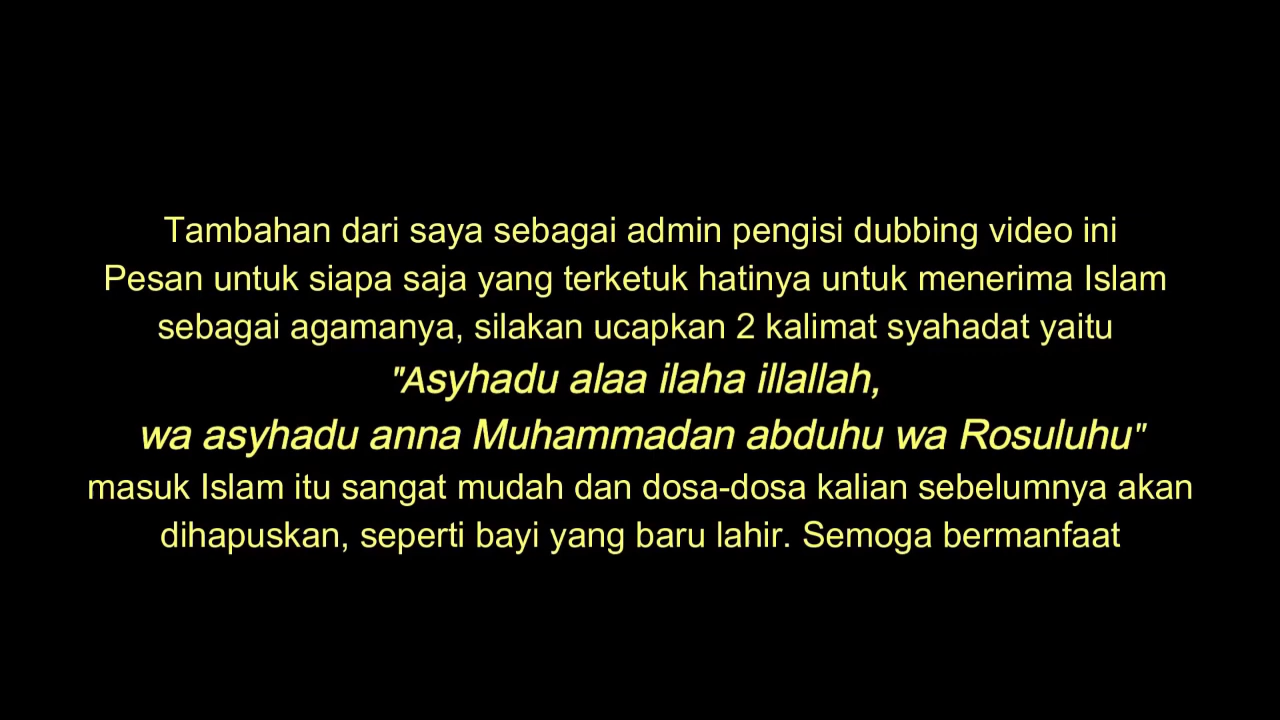 Tambahan dari saya sebagai admin pengisi dubbing video ini
Pesan untuk siapa saja yang terketuk hatinya untuk menerima Islam
sebagai agamanya, silakan ucapkan 2 kalimat syahadat yaitu
"Asyhadu alaa ilaha illallah,
wa asyhadu anna Muhammadan abduhu wa Rosuluhu"
masuk Islam itu sangat mudah dan dosa-dosa kalian sebelumnya akan
dihapuskan, seperti bayi yang baru lahir. Semoga bermanfaat